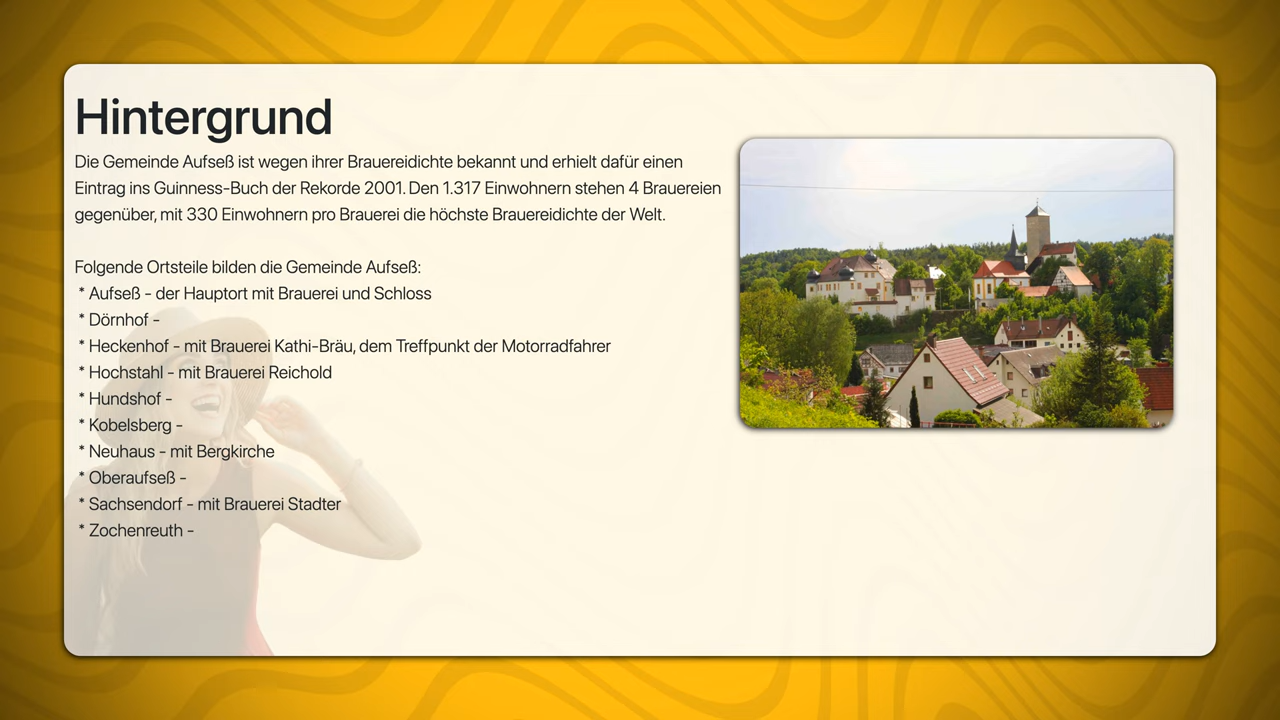 Hintergrund
Die Gemeinde Aufseß ist wegen ihrer Brauereidichte bekannt und erhielt dafür einen
Eintrag ins Guinness-Buch der Rekorde 2001. Den 1.317 Einwohnern stehen 4 Brauereien
gegenüber, mit 330 Einwohnern pro Brauerei die höchste Brauereidichte der Welt.
Folgende Ortsteile bilden die Gemeinde Aufseß:
* Aufseß - der Hauptort mit Brauerei und Schloss
* Dörnhof -
* Heckenhof - mit Brauerei Kathi-Bräu, dem Treffpunkt der Motorradfahrer
* Hochstahl - mit Brauerei Reichold
* Hundshof -
* Kobelsberg -
* Neuhaus - mit Bergkirche
* Oberaufseß -
* Sachsendorf - mit Brauerei Stadter
* Zochenreuth -